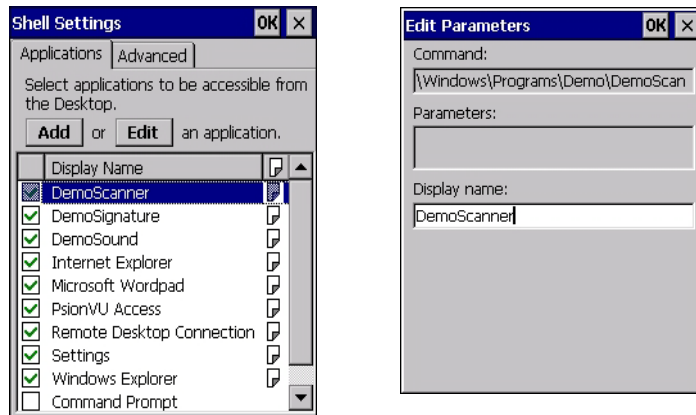 Shell Settings OK ×
Applications Advanced
Select applications to be accessible from
the Desktop.
Add or Edit an application.
Display Name
DemoScanner
DemoSignature
DemoSound
Internet Explorer
Microsoft Wordpad
PsionVU Access
Remote Desktop Connection
Settings
Windows Explorer
Command Prompt
Edit Parameters OK ×
Command:
\Windows\Programs\Demo\DemoScan
Parameters:
Display name:
DemoScanner